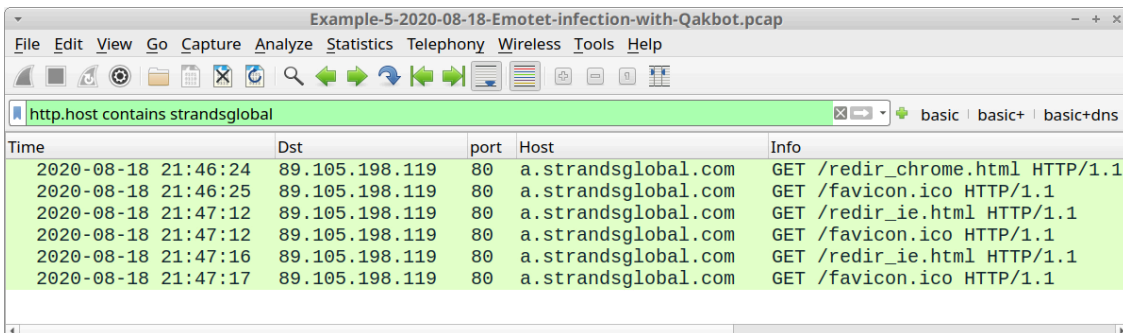 Example-5-2020-08-18-Emotet-infection-with-Qakbot.pcap
File Edit View Go Capture Analyze Statistics Telephony Wireless Tools Help
http.host contains strandsglobal basic basic+ basic+dns
Time Dst port Host Info
2020-08-18 21:46:24 89.105.198.119 80 a.strandsglobal.com GET /redir_chrome.html HTTP/1.1
2020-08-18 21:46:25 89.105.198.119 80 a.strandsglobal.com GET /favicon.ico HTTP/1.1
2020-08-18 21:47:12 89.105.198.119 80 a.strandsglobal.com GET /redir_ie.html HTTP/1.1
2020-08-18 21:47:12 89.105.198.119 80 a.strandsglobal.com GET /favicon.ico HTTP/1.1
2020-08-18 21:47:16 89.105.198.119 80 a.strandsglobal.com GET /redir_ie.html HTTP/1.1
2020-08-18 21:47:17 89.105.198.119 80 a.strandsglobal.com GET /favicon.ico HTTP/1.1